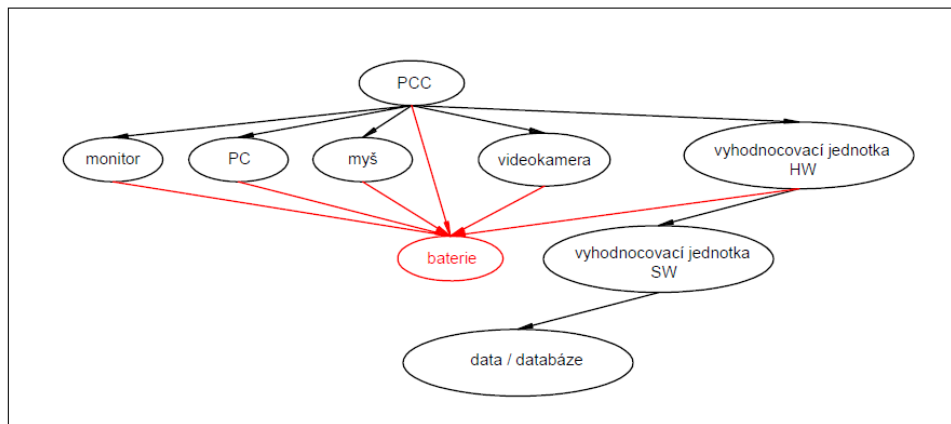 PCC
monitor
PC
myš
videokamera
vyhodnocovací jednotka
HW
baterie
vyhodnocovací jednotka
SW
data / databáze